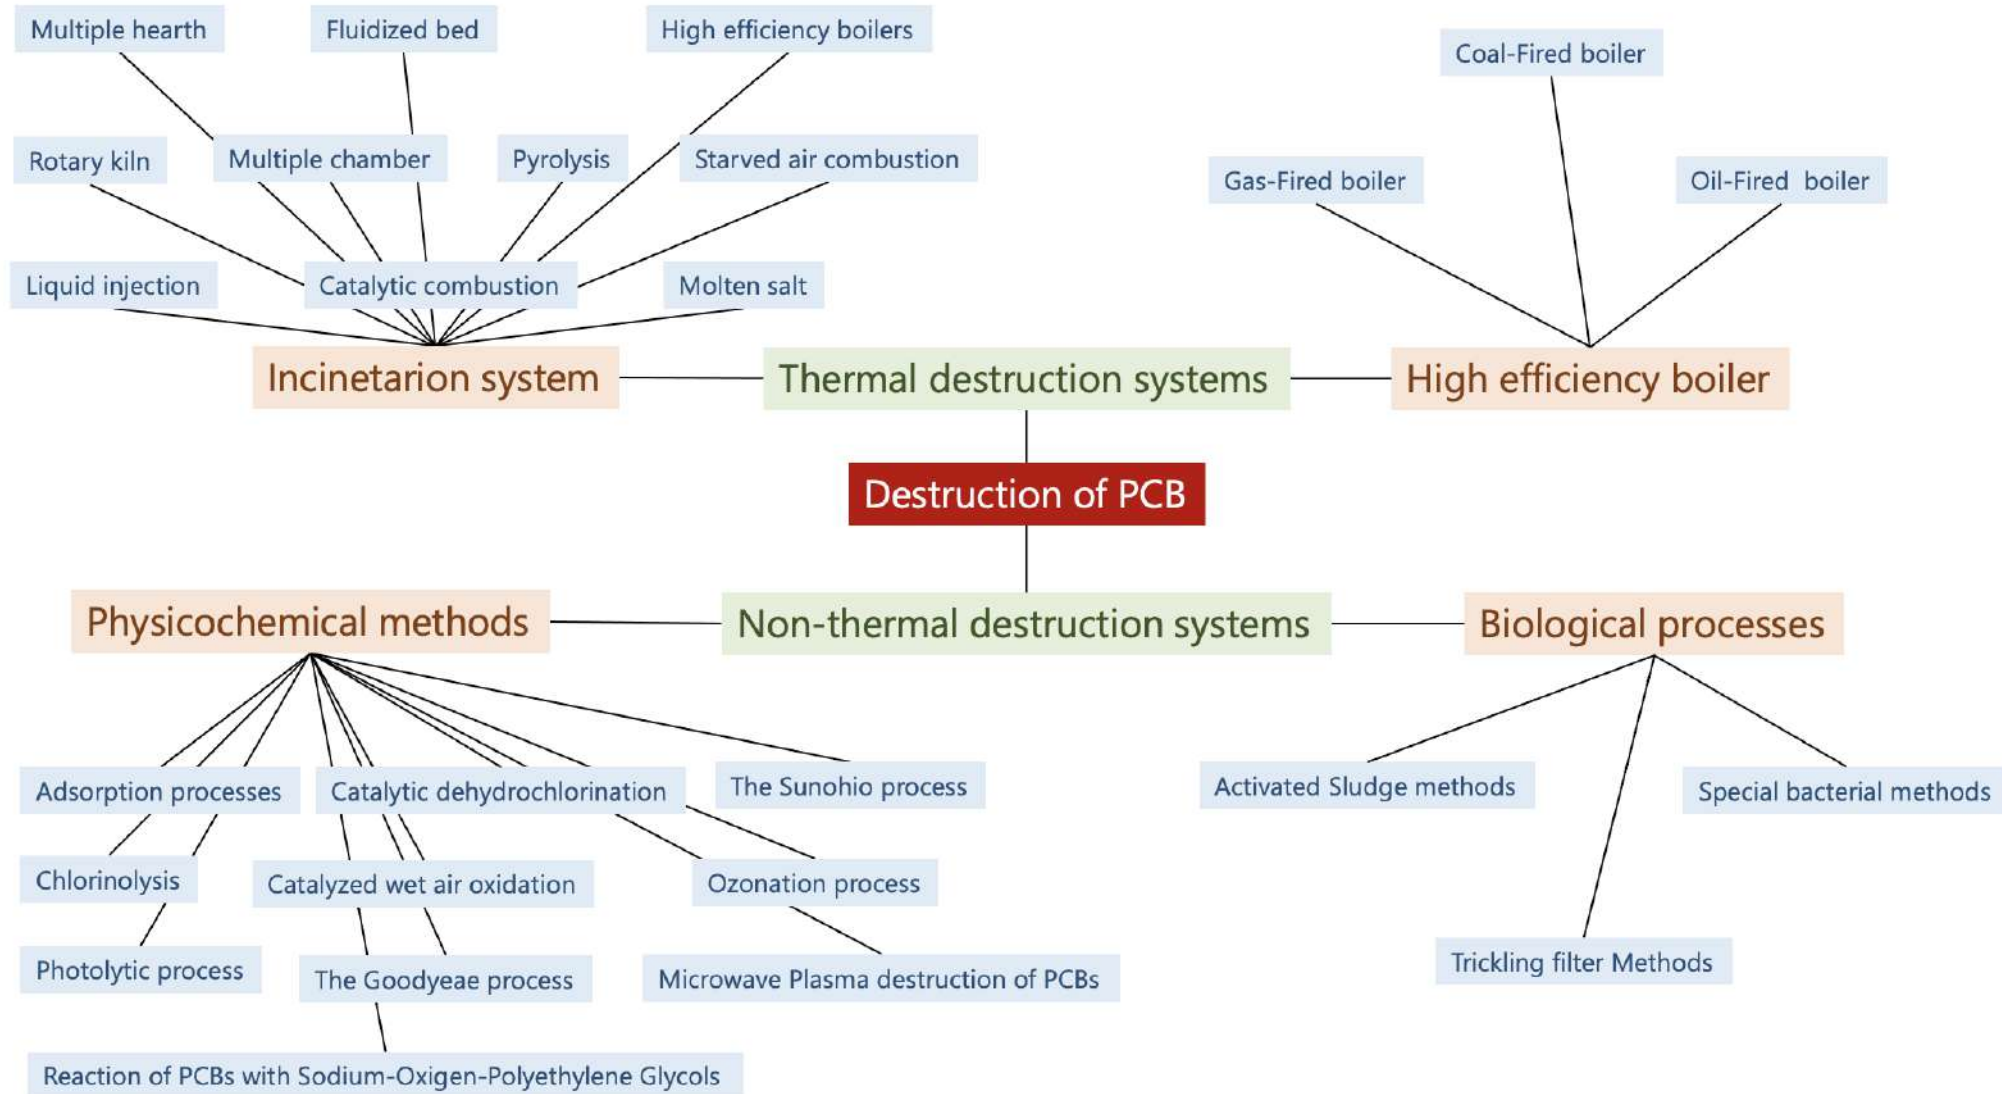 Multiple hearth
Fluidized bed
High efficiency boilers
Coal-Fired boiler
Rotary kiln
Multiple chamber
Pyrolysis
Starved air combustion
Gas-Fired boiler
Oil-Fired boiler
Liquid injection
Catalytic combustion
Molten salt
Incinetarion system
Thermal destruction systems
High efficiency boiler
Destruction of PCB
Physicochemical methods
Non-thermal destruction systems
Biological processes
Adsorption processes
Catalytic dehydrochlorination
The Sunohio process
Activated Sludge methods
Special bacterial methods
Chlorinolysis
Catalyzed wet air oxidation
Ozonation process
Photolytic process
The Goodyeae process
Microwave Plasma destruction of PCBs
Trickling filter Methods
Reaction of PCBs with Sodium-Oxigen-Polyethylene Glycols